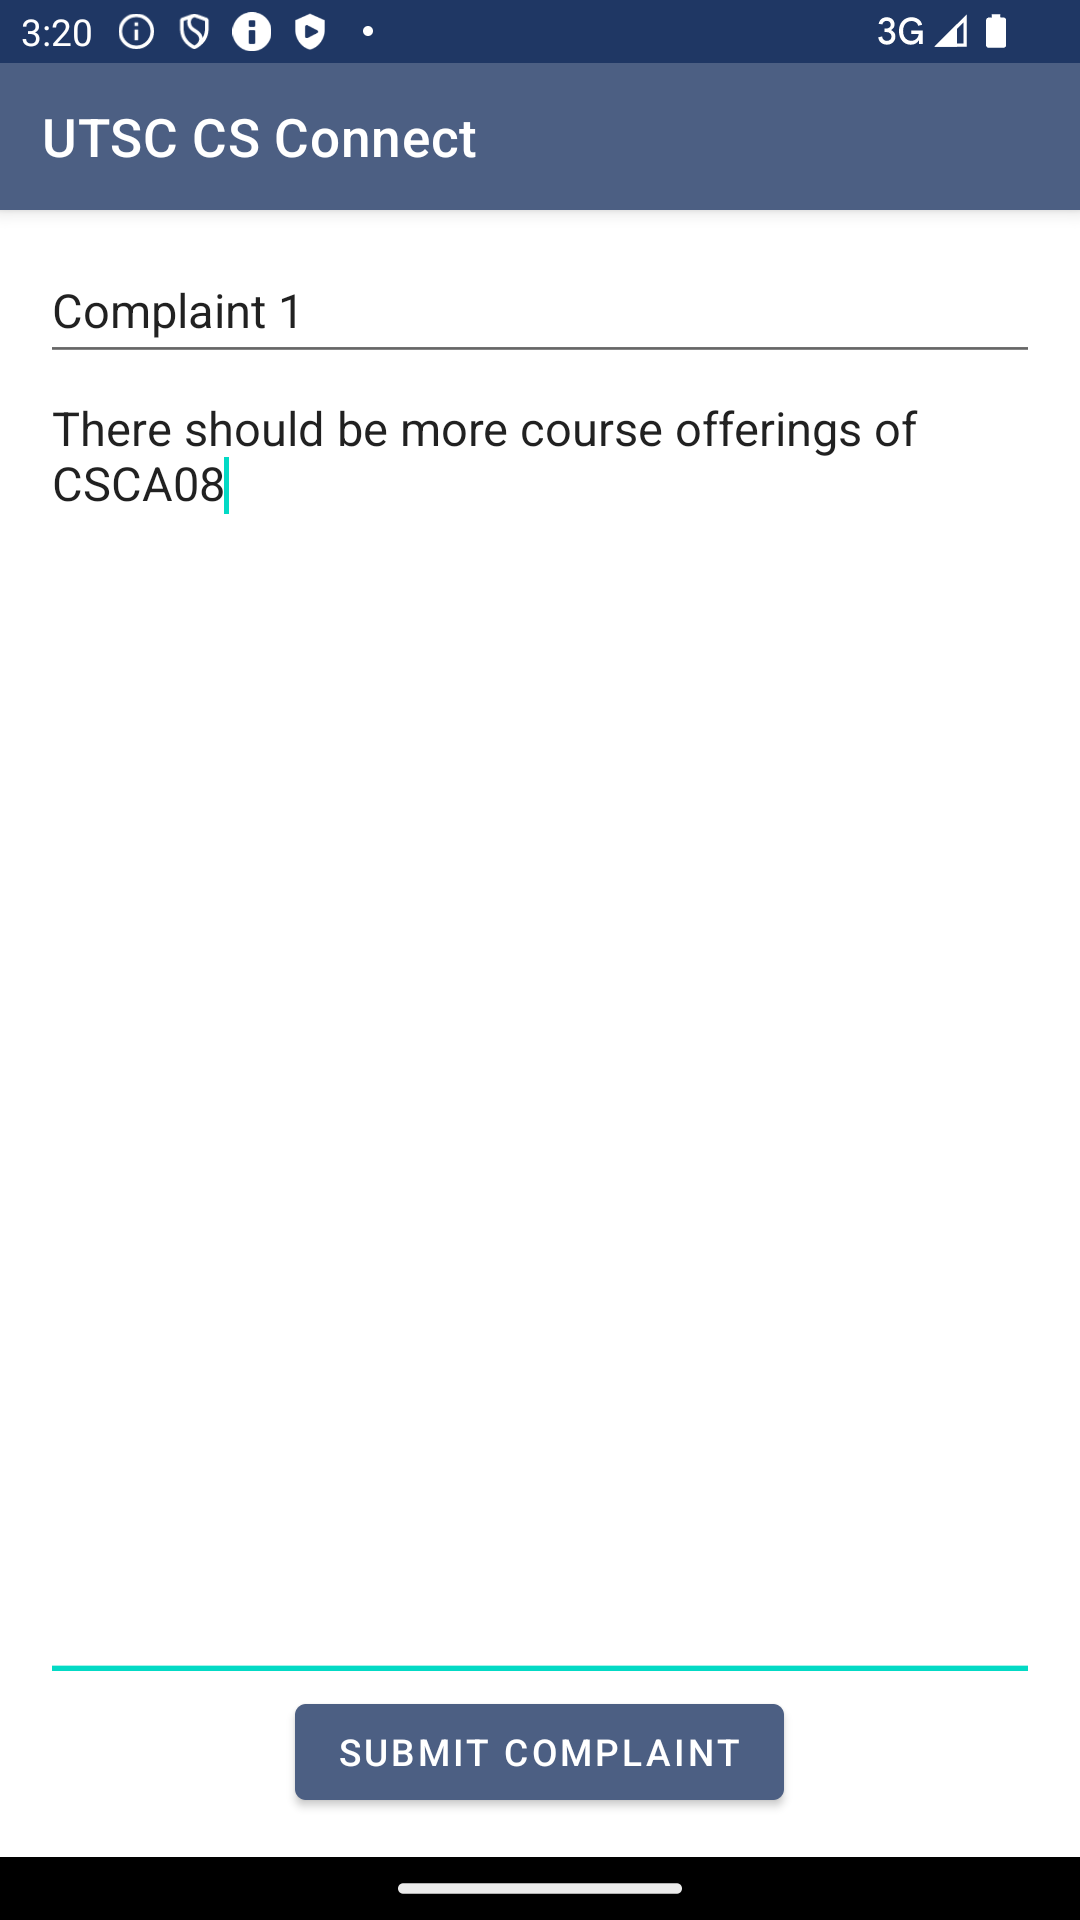 3:20
3G
UTSC CS Connect
Complaint 1
There should be more course offerings of
CSCA08
SUBMIT COMPLAINT